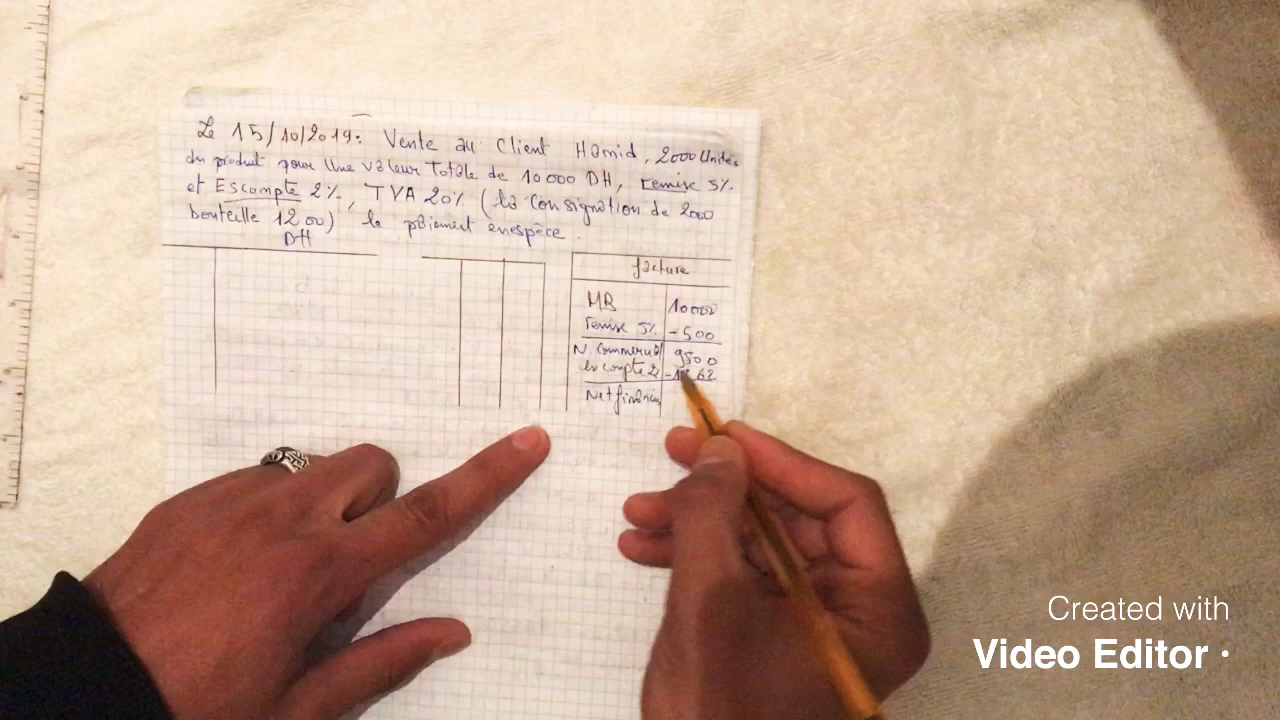 Le 15/10/2019: Vente au Client Hamid, 2000 Unités
du produit pour Une valeur Totale de 10 000 DH, remise 5%
et Escompte 2%, TVA 20% (la consignation de 2000
bouteille 1200) le paiement en espèce.
DH
facture
MB 10000
remise 5% -500
N. Commercial 9500
escompte 2%
Net financier
Created with
Video Editor